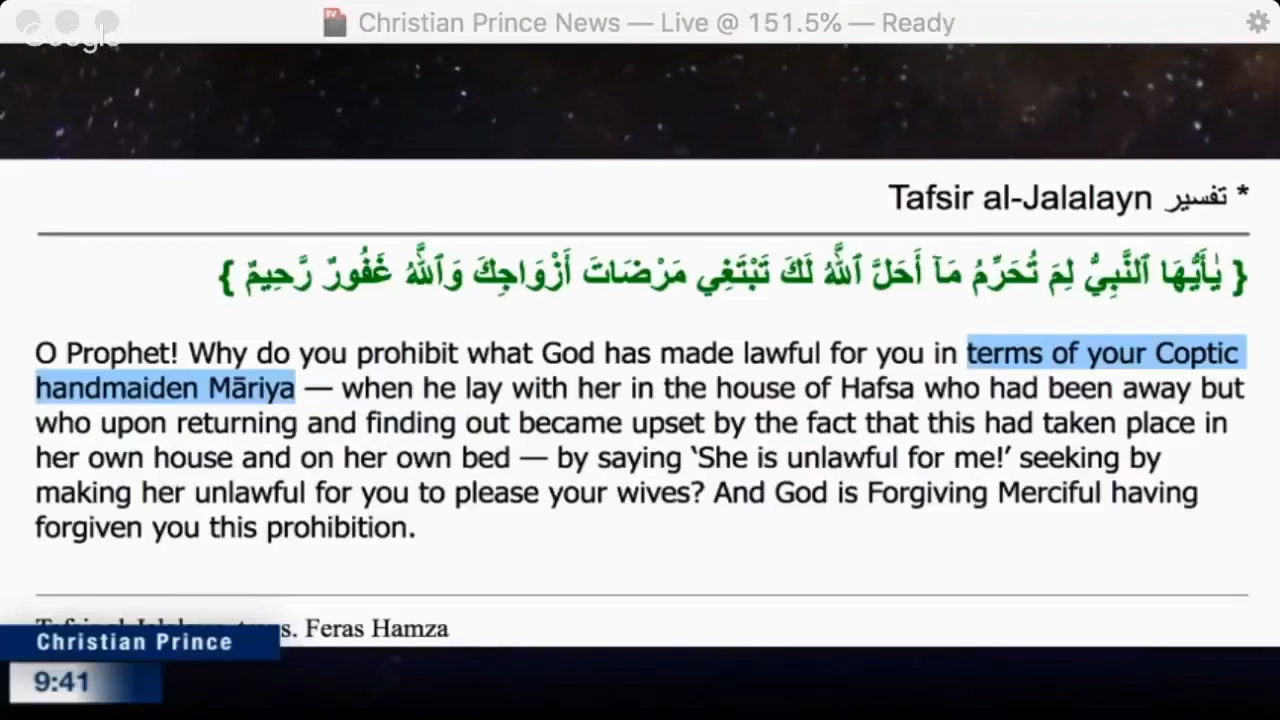 Christian Prince News — Live @ 151.5% — Ready
Google
Tafsir al-Jalalayn تفسير *
{ يٰأَيُّهَا ٱلنَّبِيُّ لِمَ تُحَرِّمُ مَآ أَحَلَّ ٱللَّهُ لَكَ تَبْتَغِي مَرْضَاتَ أَزْوَاجِكَ وَٱللَّهُ غَفُورٌ رَّحِيمٌ }
O Prophet! Why do you prohibit what God has made lawful for you in terms of your Coptic
handmaiden Māriya — when he lay with her in the house of Hafsa who had been away but
who upon returning and finding out became upset by the fact that this had taken place in
her own house and on her own bed — by saying ‘She is unlawful for me!’ seeking by
making her unlawful for you to please your wives? And God is Forgiving Merciful having
forgiven you this prohibition.
s. Feras Hamza
Christian Prince
9:41